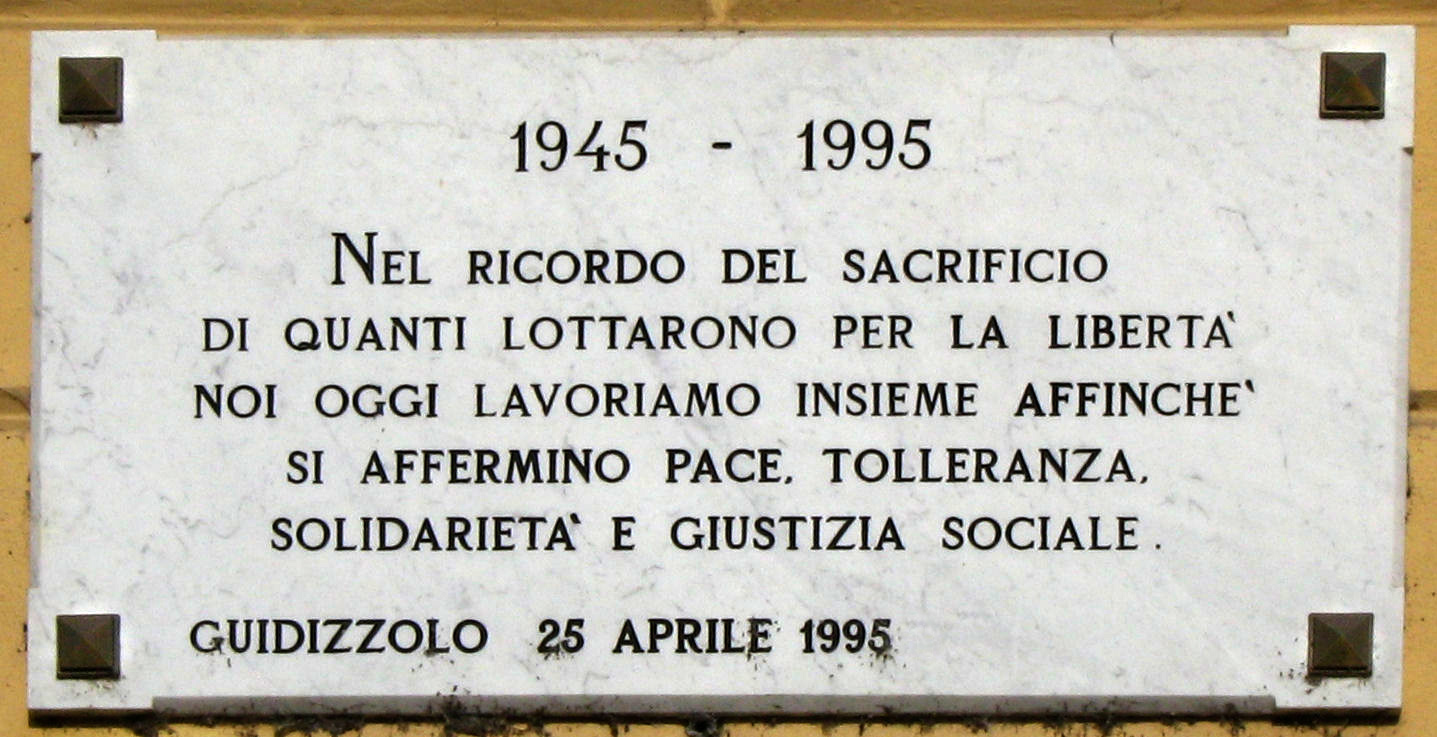 1945 - 1995
NEL RICORDO DEL SACRIFICIO
DI QUANTI LOTTARONO PER LA LIBERTA'
NOI OGGI LAVORIAMO INSIEME AFFINCHE'
SI AFFERMINO PACE, TOLLERANZA,
SOLIDARIETA' E GIUSTIZIA SOCIALE.
GUIDIZZOLO 25 APRILE 1995